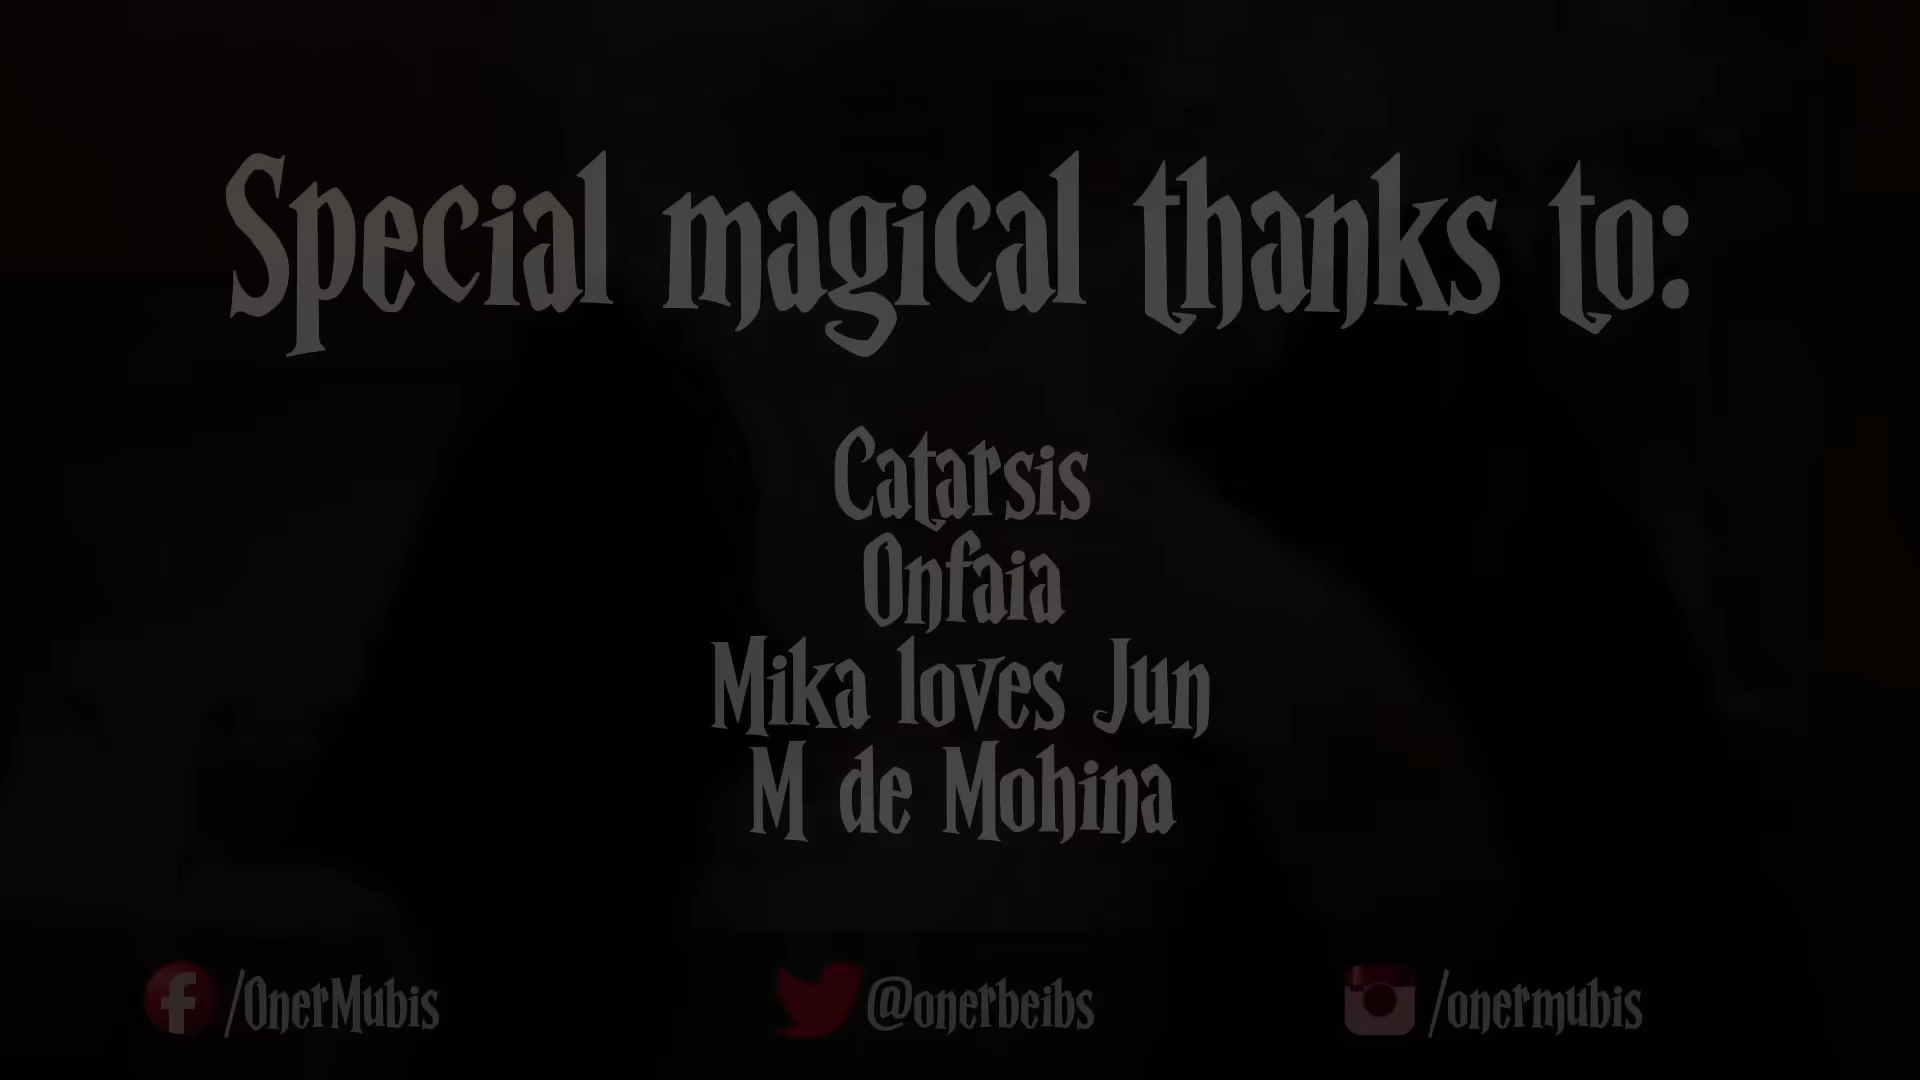 Special magical thanks to:
Catarsis
Onfaia
Mika loves Jun
M de Mohina
/OnerMubis
@onerbeibs
/onermubis